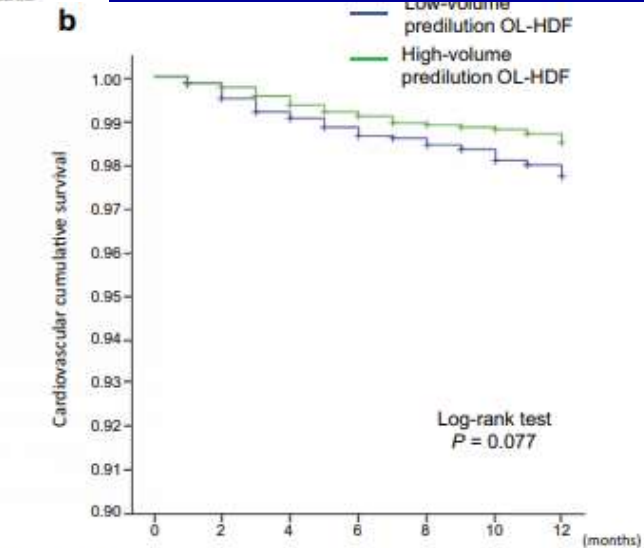 b
Low-volume
predilution OL-HDF
High-volume
predilution OL-HDF
Cardiovascular cumulative survival
1.00
0.99
0.98
0.97
0.96
0.95
0.94
0.93
0.92
0.91
0.90
Log-rank test
P = 0.077
0 2 4 6 8 10 12
(months)